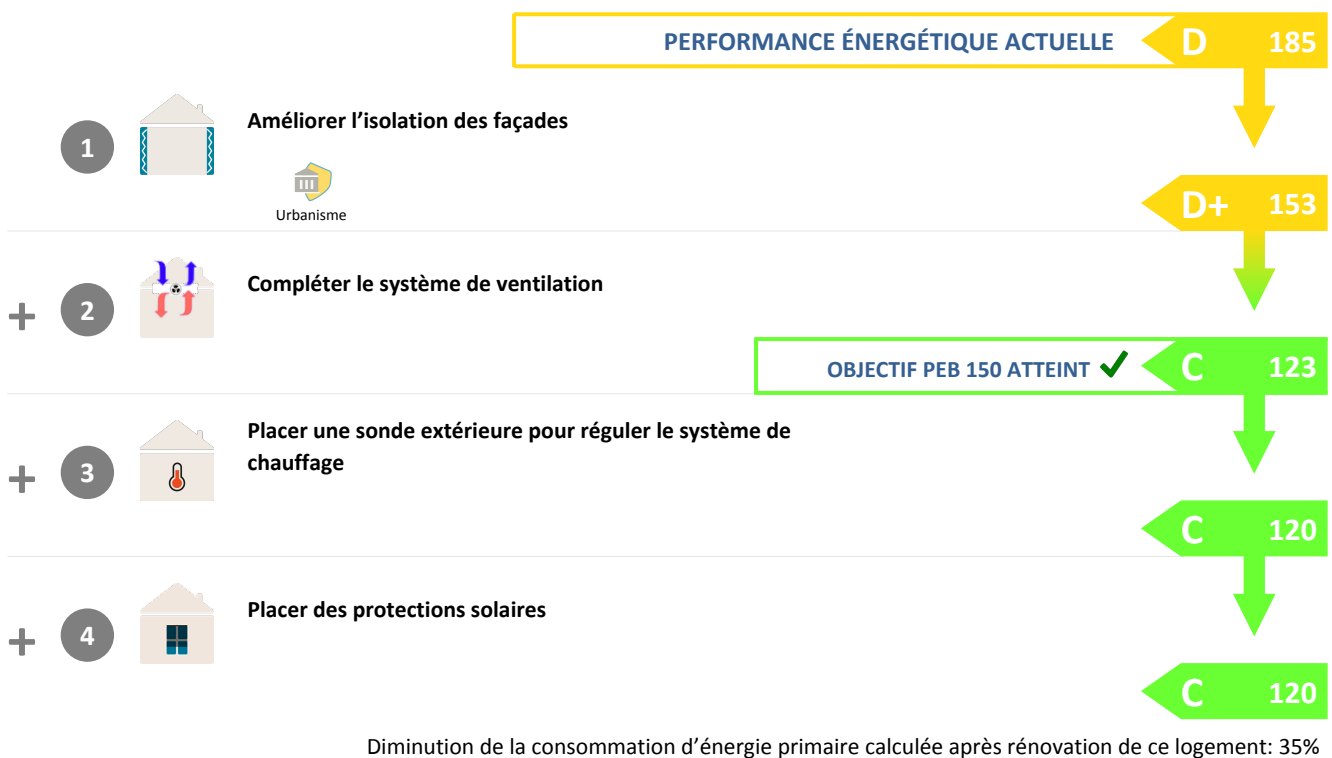 PERFORMANCE ÉNERGÉTIQUE ACTUELLE D 185
1 Améliorer l’isolation des façades
Urbanisme
D+ 153
+ 2 Compléter le système de ventilation
OBJECTIF PEB 150 ATTEINT ✓ C 123
+ 3 Placer une sonde extérieure pour réguler le système de
chauffage
C 120
+ 4 Placer des protections solaires
C 120
Diminution de la consommation d’énergie primaire calculée après rénovation de ce logement: 35%